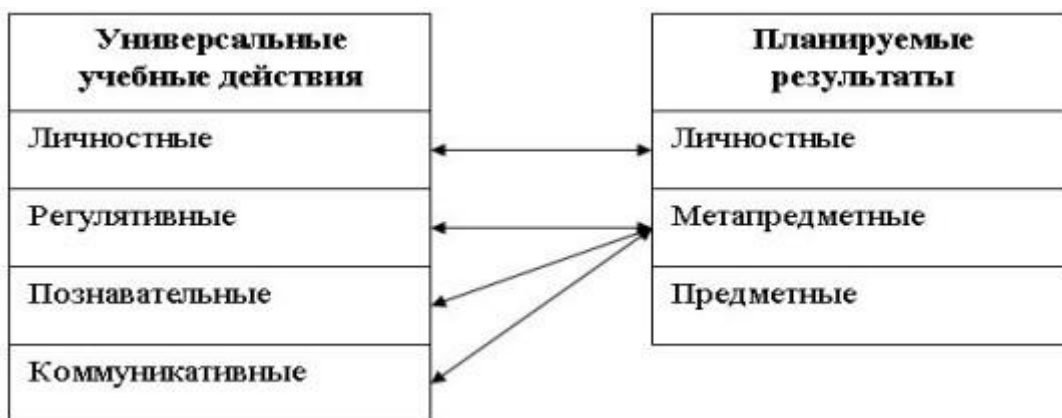 Универсальные
учебные действия
Личностные
Регулятивные
Познавательные
Коммуникативные
Планируемые
результаты
Личностные
Метапредметные
Предметные